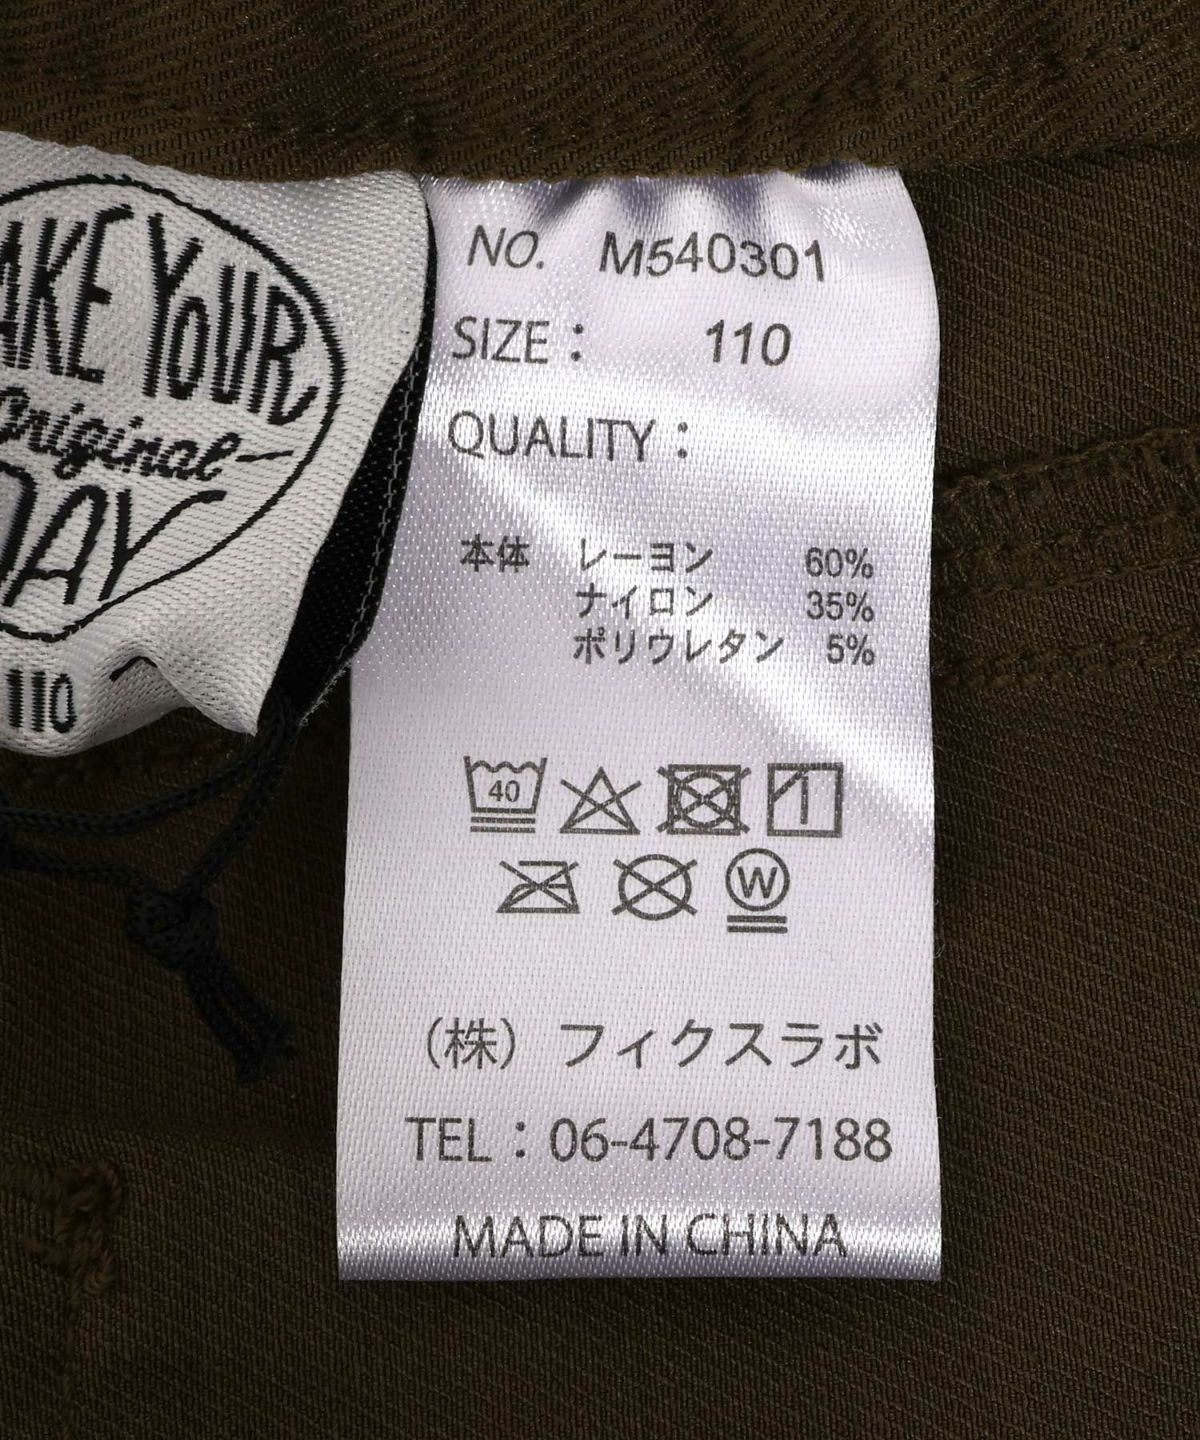 YOUR
Original
DAY
110
NO. M540301
SIZE： 110
QUALITY：
本体 レーヨン 60%
ナイロン 35%
ポリウレタン 5%
40
1
W
（株）フィクスラボ
TEL：06-4708-7188
MADE IN CHINA